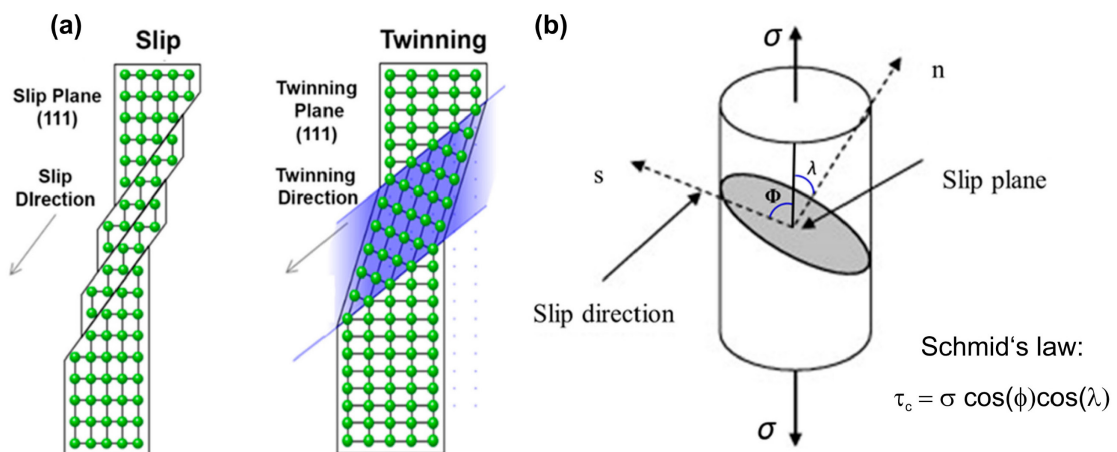 (a)
Slip
Slip Plane
(111)
Slip
DIrection
Twinning
Twinning
Plane
(111)
Twinning
Direction
(b)
σ
n
λ
s
Φ
Slip plane
Slip direction
σ
Schmid's law:
τc = σ cos(ϕ)cos(λ)